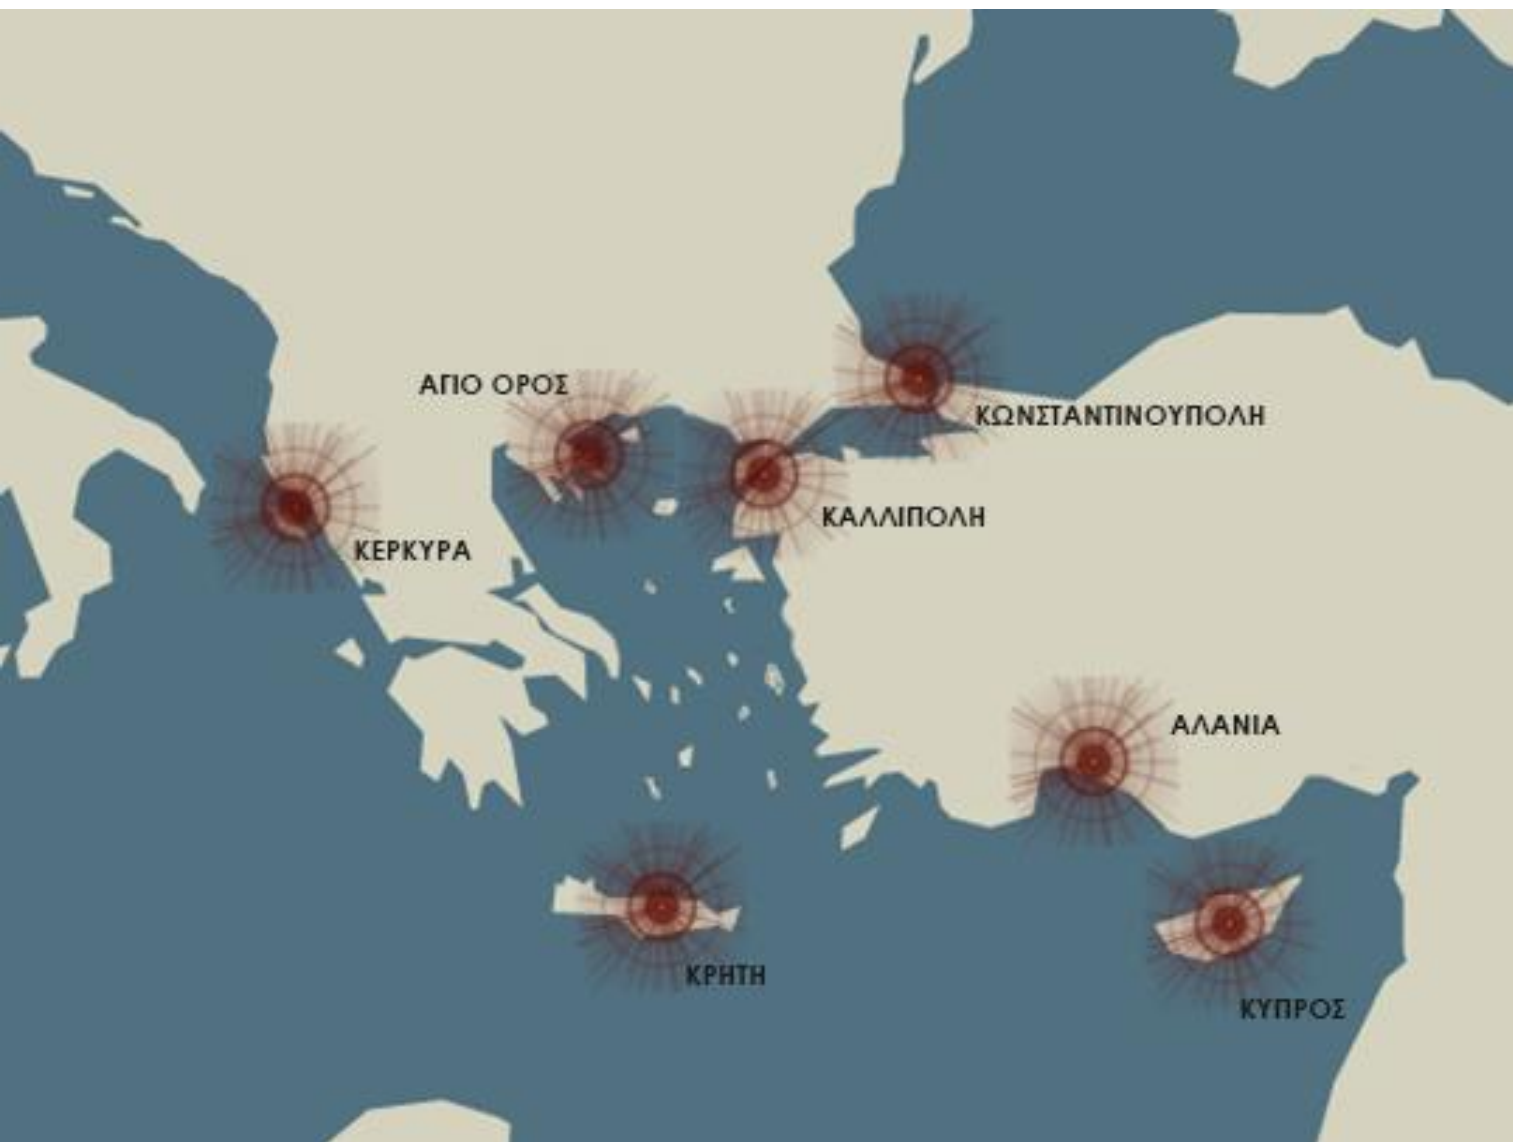 ΑΓΙΟ ΟΡΟΣ
ΚΩΝΣΤΑΝΤΙΝΟΥΠΟΛΗ
ΚΑΛΛΙΠΟΛΗ
ΚΕΡΚΥΡΑ
ΑΛΑΝΙΑ
ΚΡΗΤΗ
ΚΥΠΡΟΣ